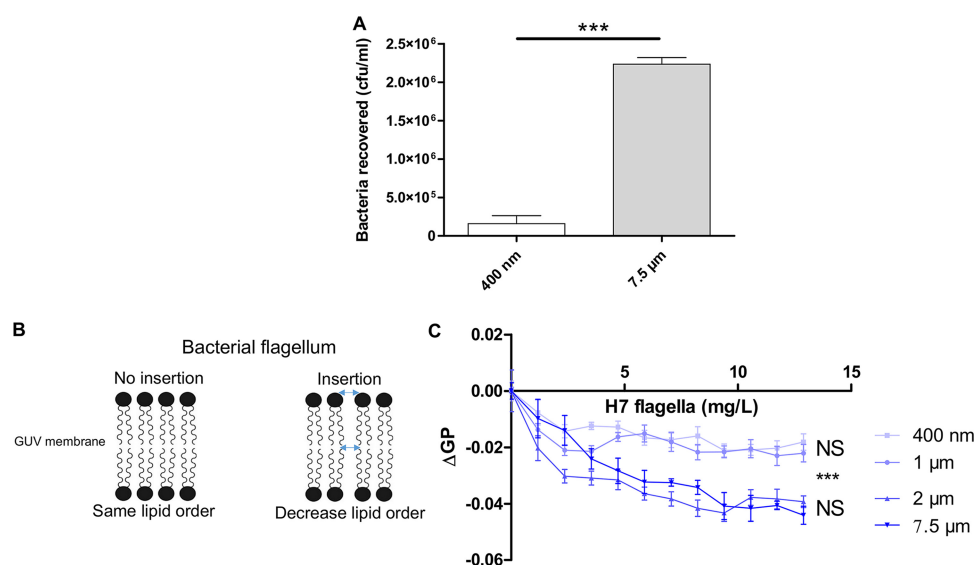 A
***
Bacteria recovered (cfu/ml)
2.5×10⁶
2.0×10⁶
1.5×10⁶
1.0×10⁶
5.0×10⁵
0
400 nm
7.5 µm
B
Bacterial flagellum
No insertion
Insertion
GUV membrane
Same lipid order
Decrease lipid order
C
ΔGP
0.02
0.00
-0.02
-0.04
-0.06
5
10
15
H7 flagella (mg/L)
NS
***
NS
400 nm
1 µm
2 µm
7.5 µm